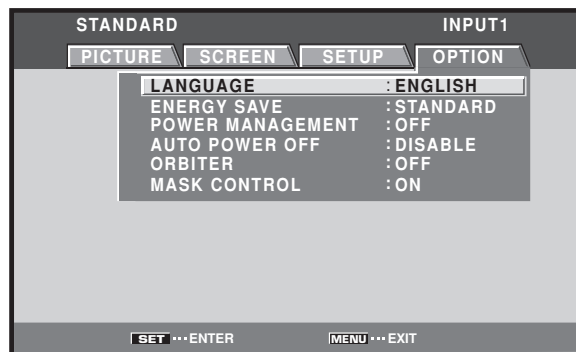 STANDARD INPUT1
PICTURE SCREEN SETUP OPTION
LANGUAGE :ENGLISH
ENERGY SAVE :STANDARD
POWER MANAGEMENT :OFF
AUTO POWER OFF :DISABLE
ORBITER :OFF
MASK CONTROL :ON
SET ···ENTER MENU ···EXIT